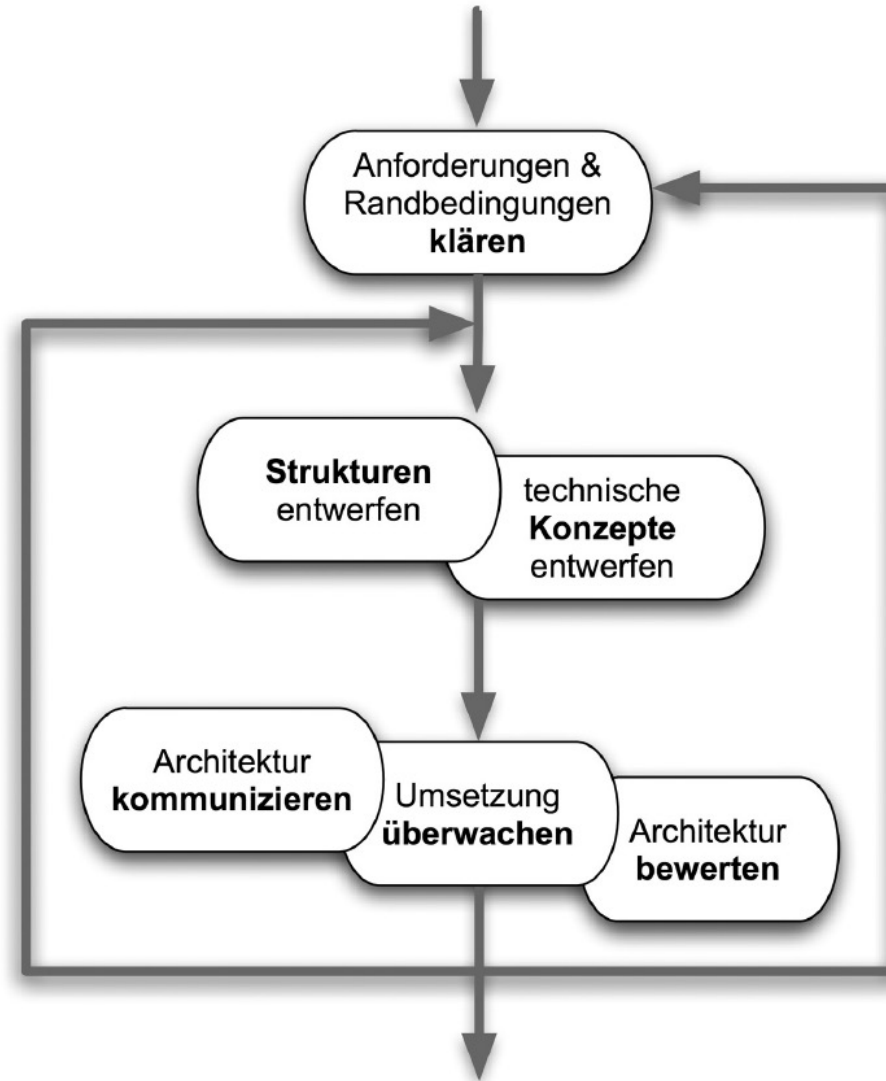 Anforderungen &
Randbedingungen
klären
Strukturen
entwerfen
technische
Konzepte
entwerfen
Architektur
kommunizieren
Umsetzung
überwachen
Architektur
bewerten